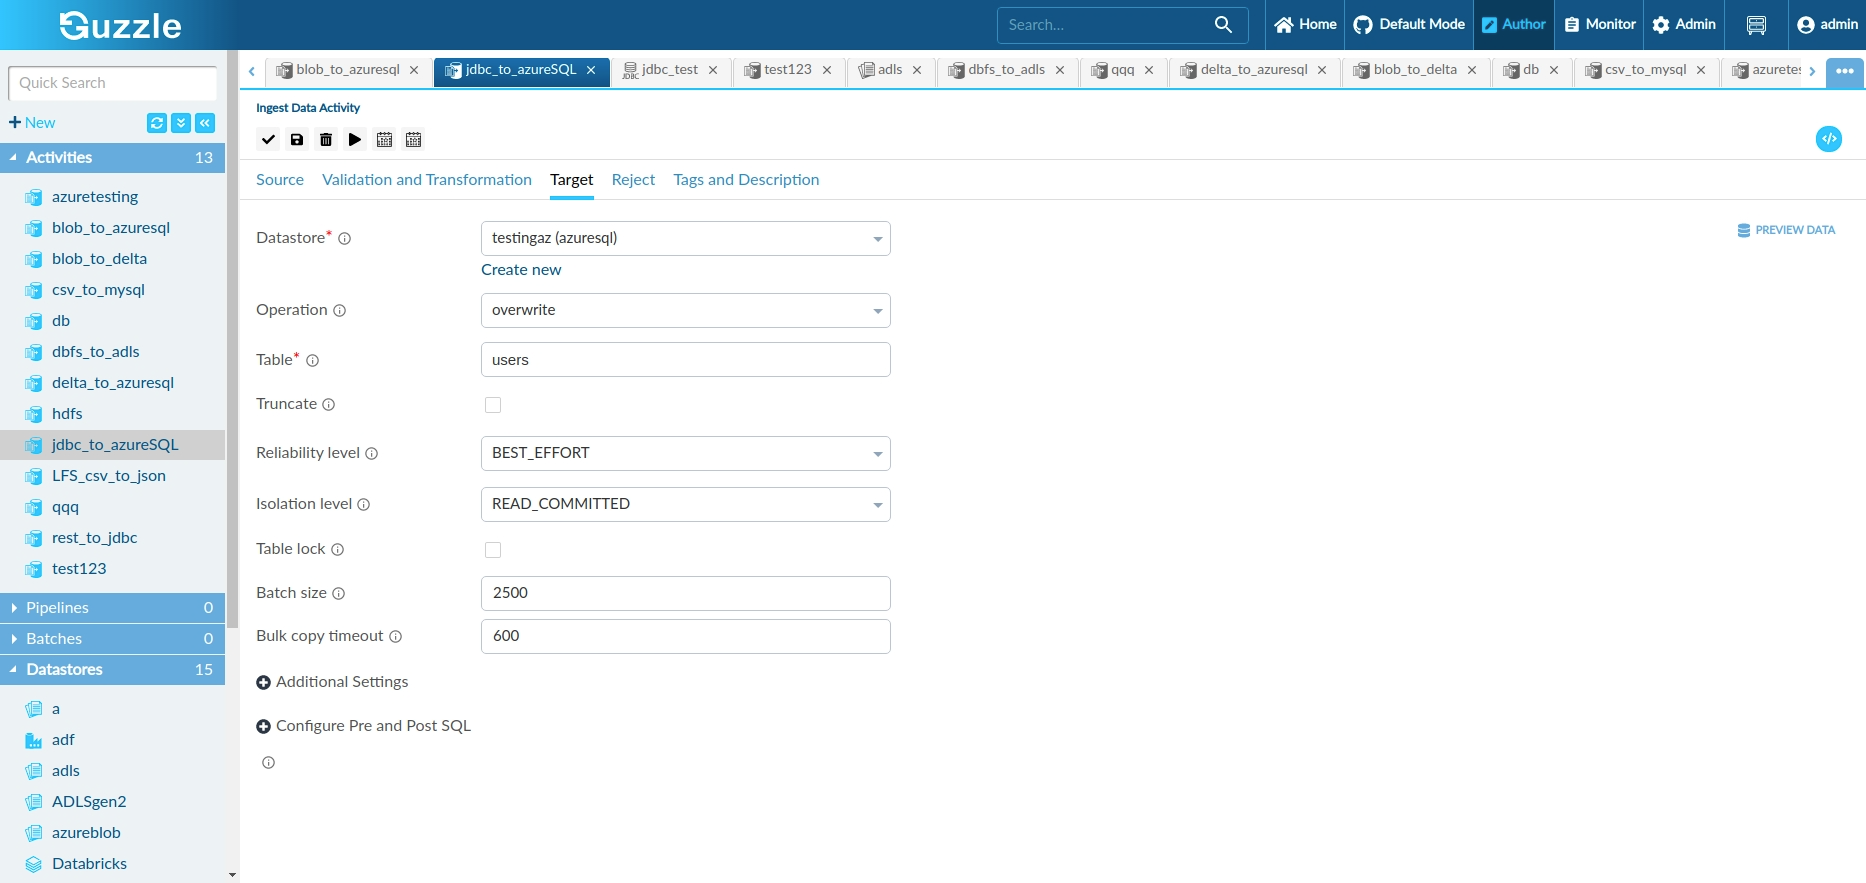 Guzzle
Search...
Home
Default Mode
Author
Monitor
Admin
admin
Quick Search
New
Activities 13
azuretesting
blob_to_azuresql
blob_to_delta
csv_to_mysql
db
dbfs_to_adls
delta_to_azuresql
hdfs
jdbc_to_azureSQL
LFS_csv_to_json
qqq
rest_to_jdbc
test123
Pipelines 0
Batches 0
Datastores 15
a
adf
adls
ADLSgen2
azureblob
Databricks
blob_to_azuresql
jdbc_to_azureSQL
JDBC
jdbc_test
test123
adls
dbfs_to_adls
qqq
delta_to_azuresql
blob_to_delta
db
csv_to_mysql
azuretes
Ingest Data Activity
Source Validation and Transformation Target Reject Tags and Description
PREVIEW DATA
Datastore* testingaz (azuresql)
Create new
Operation overwrite
Table* users
Truncate
Reliability level BEST_EFFORT
Isolation level READ_COMMITTED
Table lock
Batch size 2500
Bulk copy timeout 600
Additional Settings
Configure Pre and Post SQL